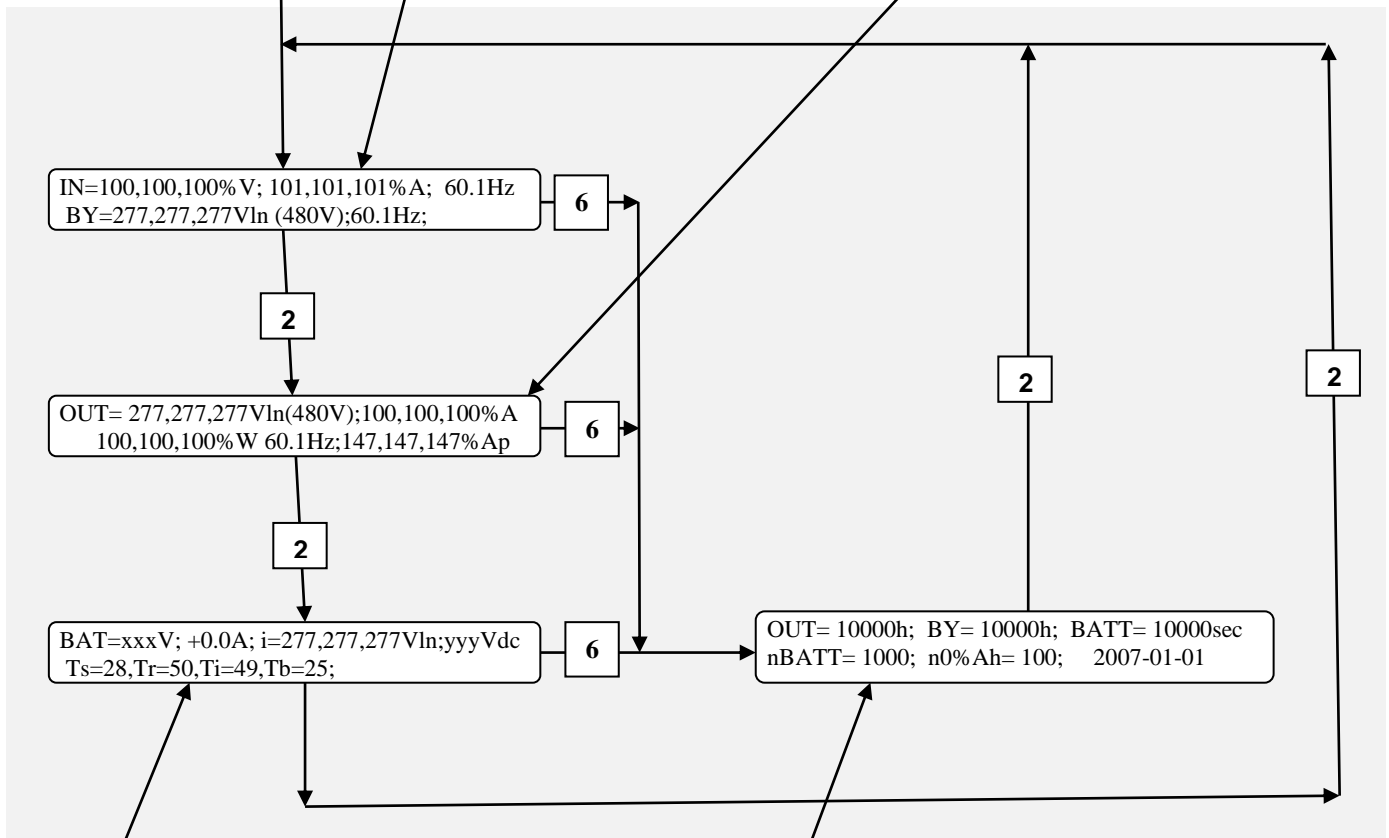 IN=100,100,100%V; 101,101,101%A; 60.1Hz
BY=277,277,277Vln (480V);60.1Hz;
6
2
OUT= 277,277,277Vln(480V);100,100,100%A
100,100,100%W 60.1Hz;147,147,147%Ap
6
2
2
2
BAT=xxxV; +0.0A; i=277,277,277Vln;yyyVdc
Ts=28,Tr=50,Ti=49,Tb=25;
6
OUT= 10000h; BY= 10000h; BATT= 10000sec
nBATT= 1000; n0%Ah= 100; 2007-01-01